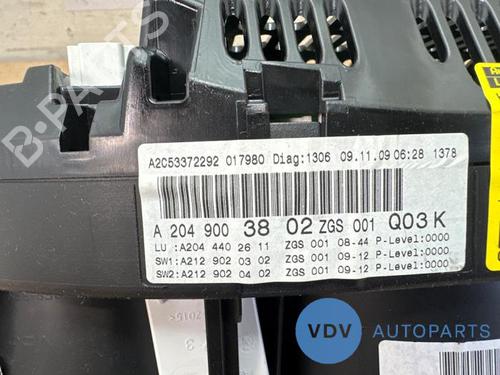 B-PARTS
A2C53372292 017980 Diag:1306 09.11.09 06:28 1378
A 204 900 38 02 ZGS 001 Q03 K
LU :A204 440 26 11 ZGS 001 08-44 P-Level:0000
SW1:A212 902 03 02 ZGS 001 09-12 P-Level:0000
SW2:A212 902 04 02 ZGS 001 09-12 P-Level:0000
VDV AUTOPARTS